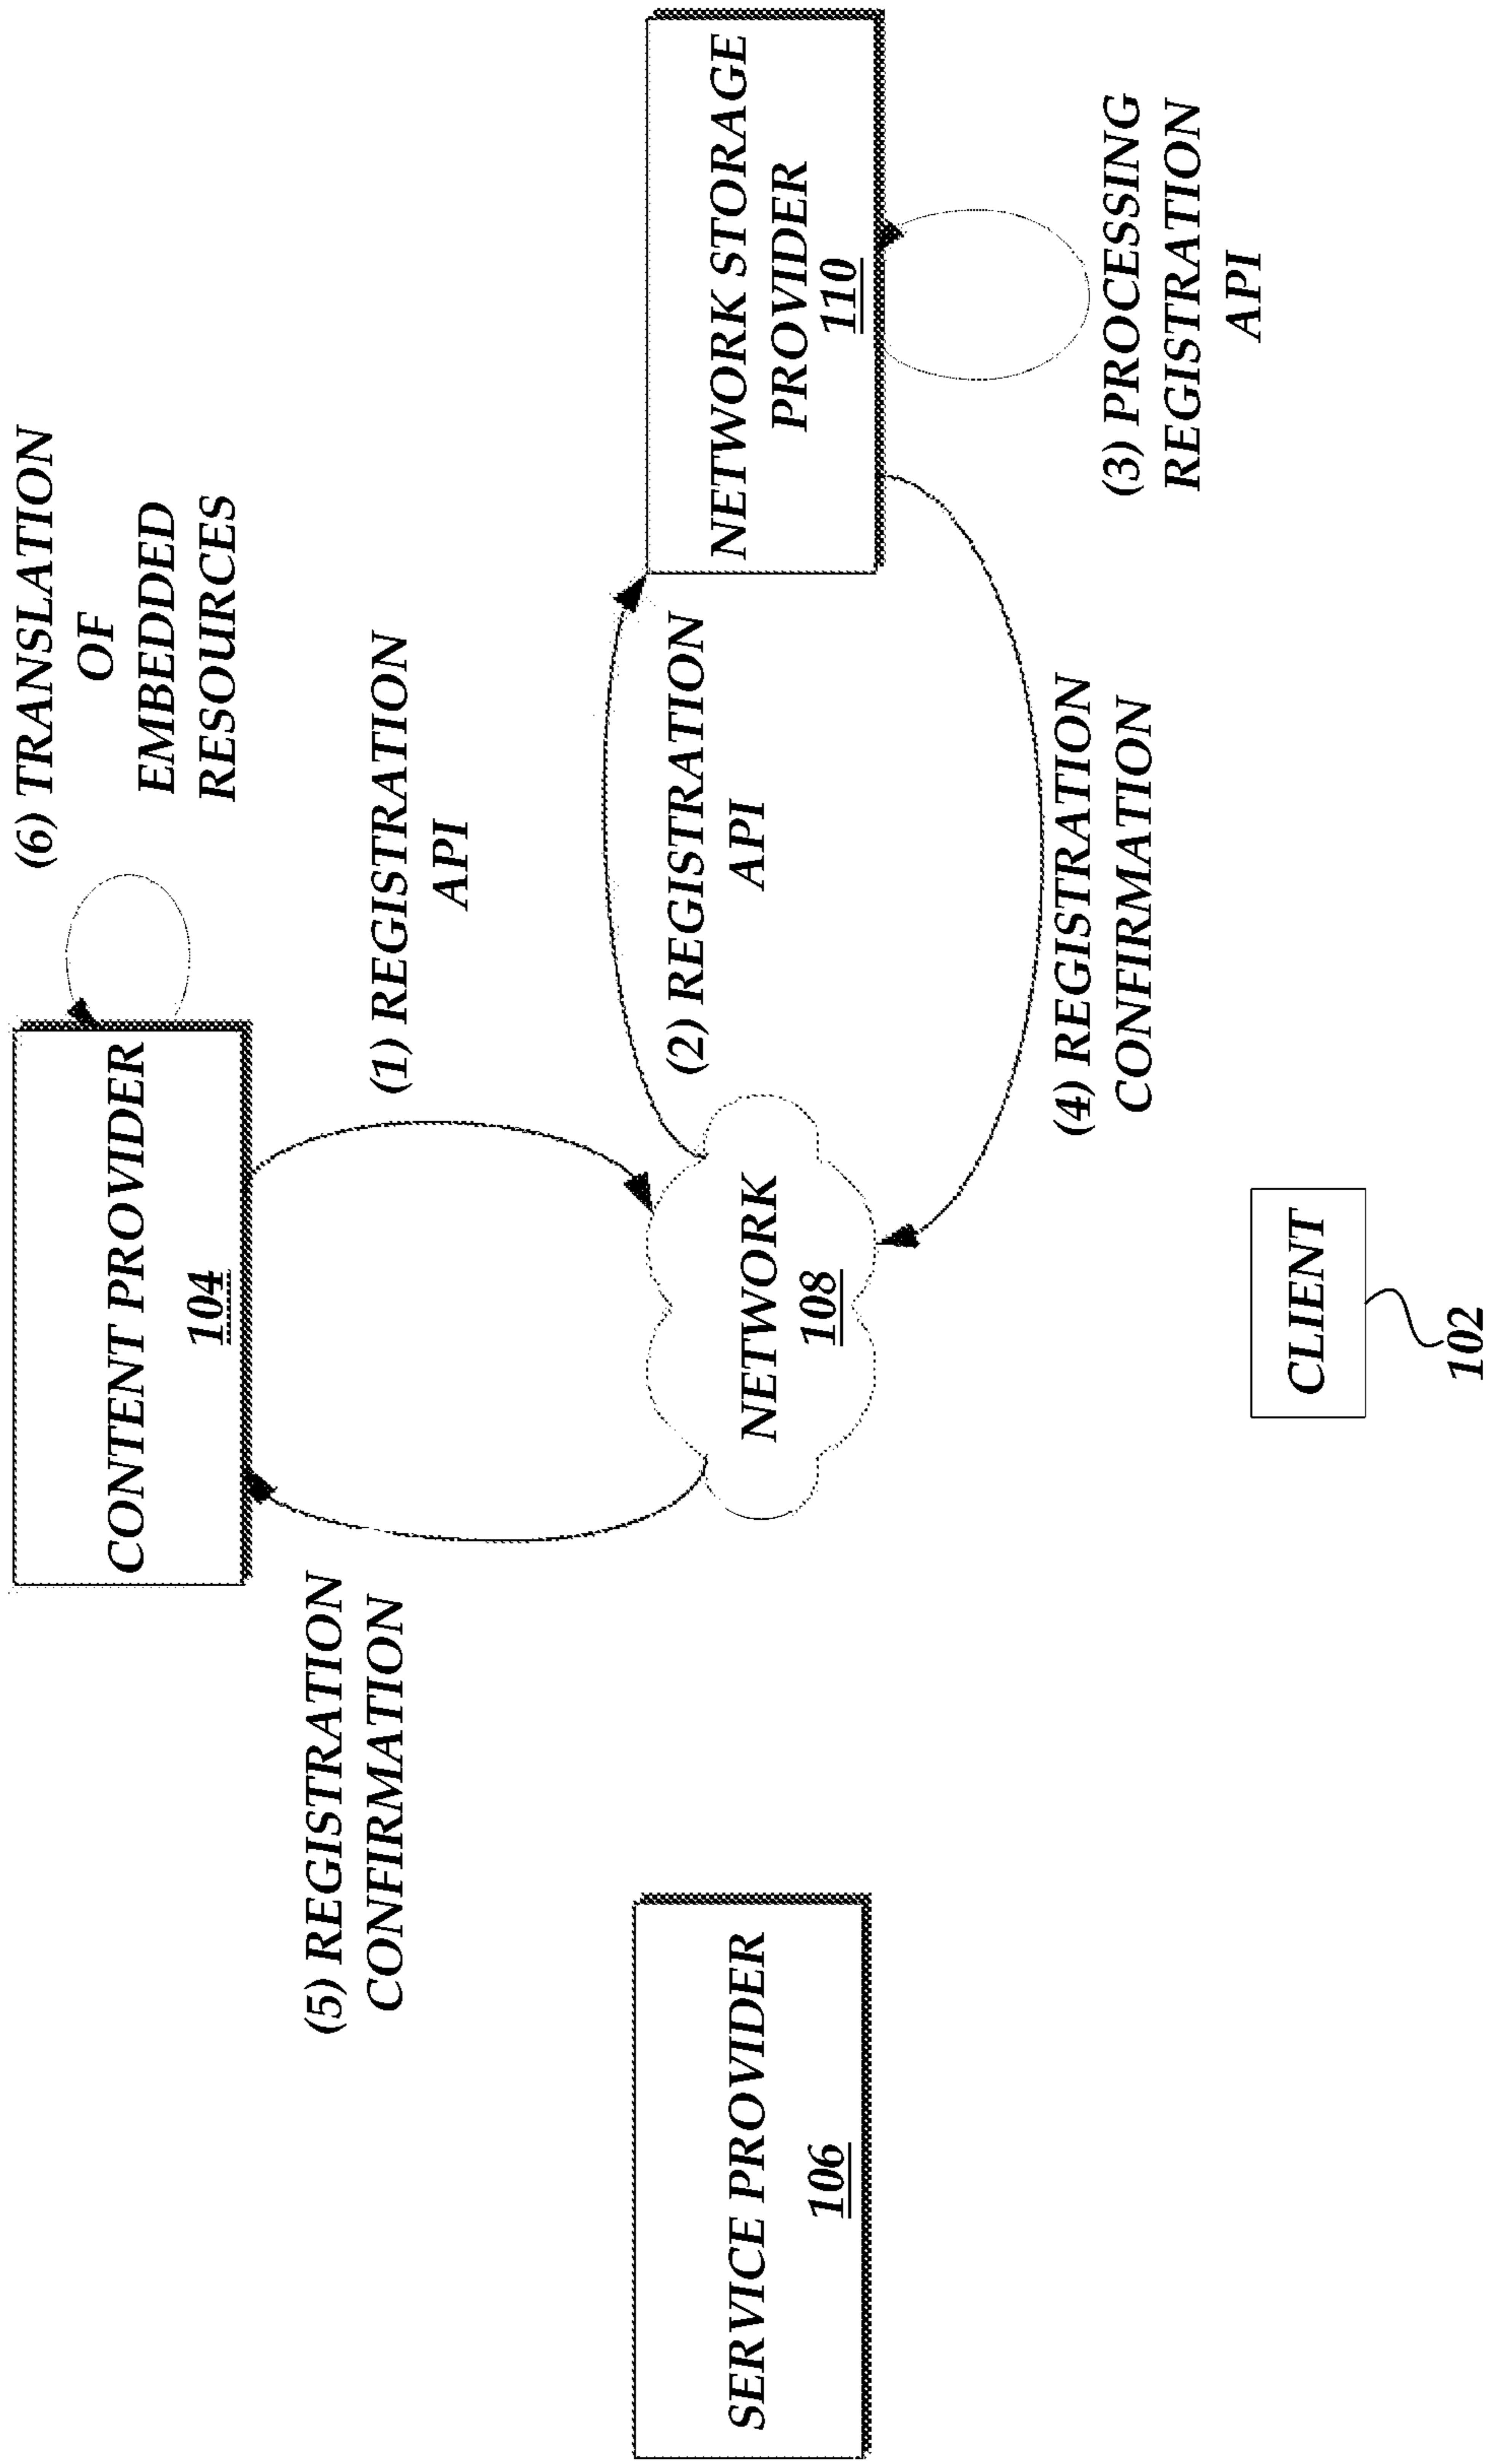 (6) TRANSLATION
OF
EMBEDDED
RESOURCES
CONTENT PROVIDER
104
(1) REGISTRATION
API
(5) REGISTRATION
CONFIRMATION
SERVICE PROVIDER
106
NETWORK
108
(2) REGISTRATION
API
NETWORK STORAGE
PROVIDER
110
(4) REGISTRATION
CONFIRMATION
(3) PROCESSING
REGISTRATION
API
CLIENT
102